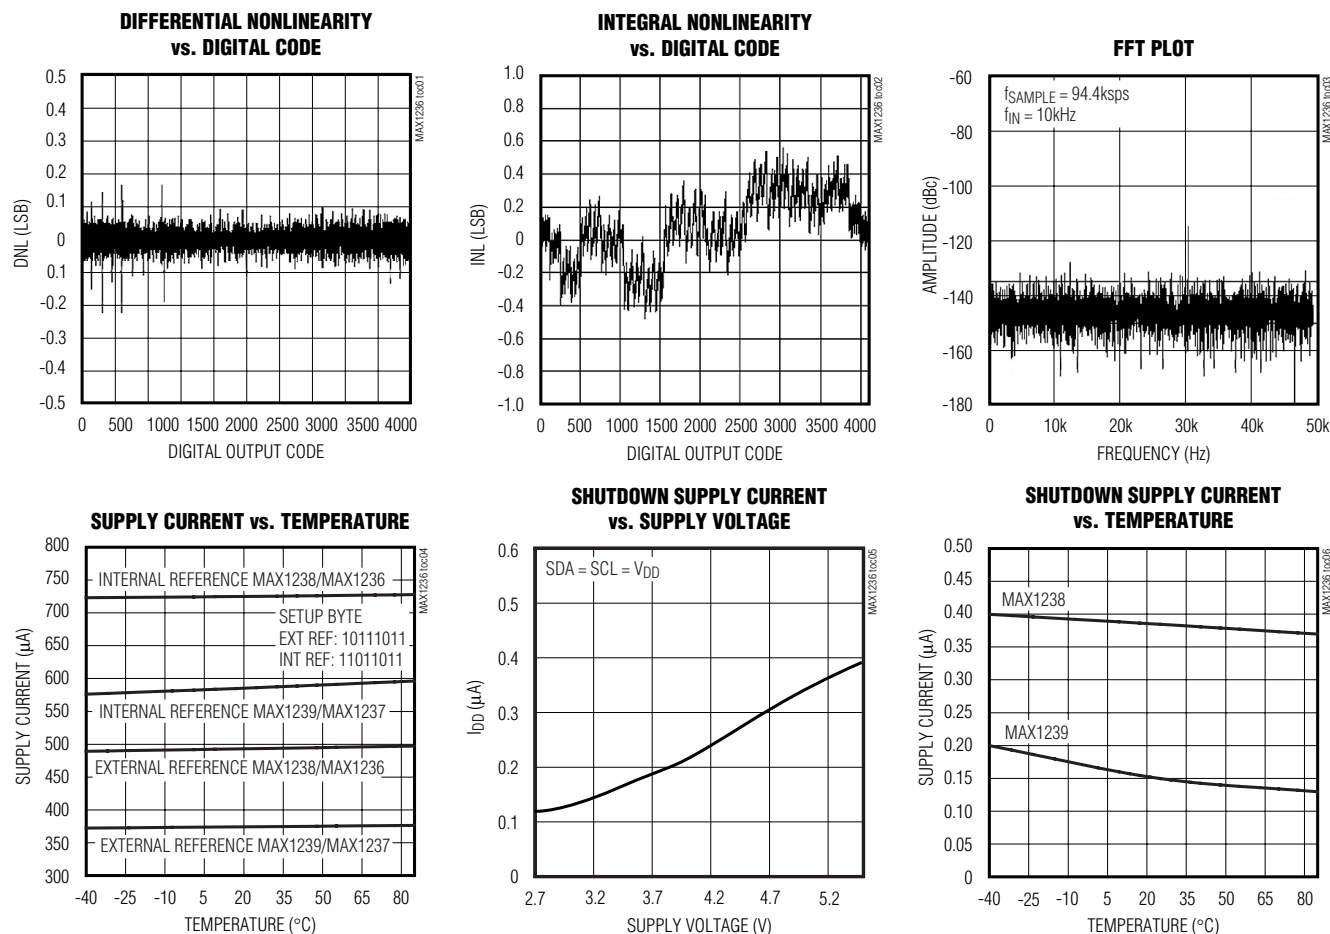 DIFFERENTIAL NONLINEARITY
vs. DIGITAL CODE
MAX1236 toc01
DNL (LSB)
0.5
0.4
0.3
0.2
0.1
0
0.1
-0.2
-0.3
-0.4
-0.5
0 500 1000 1500 2000 2500 3000 3500 4000
DIGITAL OUTPUT CODE
INTEGRAL NONLINEARITY
vs. DIGITAL CODE
MAX1236 toc02
INL (LSB)
1.0
0.8
0.6
0.4
0.2
0
-0.2
-0.4
-0.6
-0.8
-1.0
0 500 1000 1500 2000 2500 3000 3500 4000
DIGITAL OUTPUT CODE
FFT PLOT
MAX1236 toc03
fSAMPLE = 94.4ksps
fIN = 10kHz
AMPLITUDE (dBc)
-60
-80
-100
-120
-140
-160
-180
0 10k 20k 30k 40k 50k
FREQUENCY (Hz)
SUPPLY CURRENT vs. TEMPERATURE
MAX1236 toc04
SUPPLY CURRENT (µA)
800
750
700
650
600
550
500
450
400
350
300
INTERNAL REFERENCE MAX1238/MAX1236
SETUP BYTE
EXT REF: 10111011
INT REF: 11011011
INTERNAL REFERENCE MAX1239/MAX1237
EXTERNAL REFERENCE MAX1238/MAX1236
EXTERNAL REFERENCE MAX1239/MAX1237
-40 -25 -10 5 20 35 50 65 80
TEMPERATURE (°C)
SHUTDOWN SUPPLY CURRENT
vs. SUPPLY VOLTAGE
MAX1236 toc05
SDA = SCL = VDD
IDD (µA)
0.6
0.5
0.4
0.3
0.2
0.1
0
2.7 3.2 3.7 4.2 4.7 5.2
SUPPLY VOLTAGE (V)
SHUTDOWN SUPPLY CURRENT
vs. TEMPERATURE
MAX1236 toc06
SUPPLY CURRENT (µA)
0.50
0.45
0.40
0.35
0.30
0.25
0.20
0.15
0.10
0.05
0
MAX1238
MAX1239
-40 -25 -10 5 20 35 50 65 80
TEMPERATURE (°C)